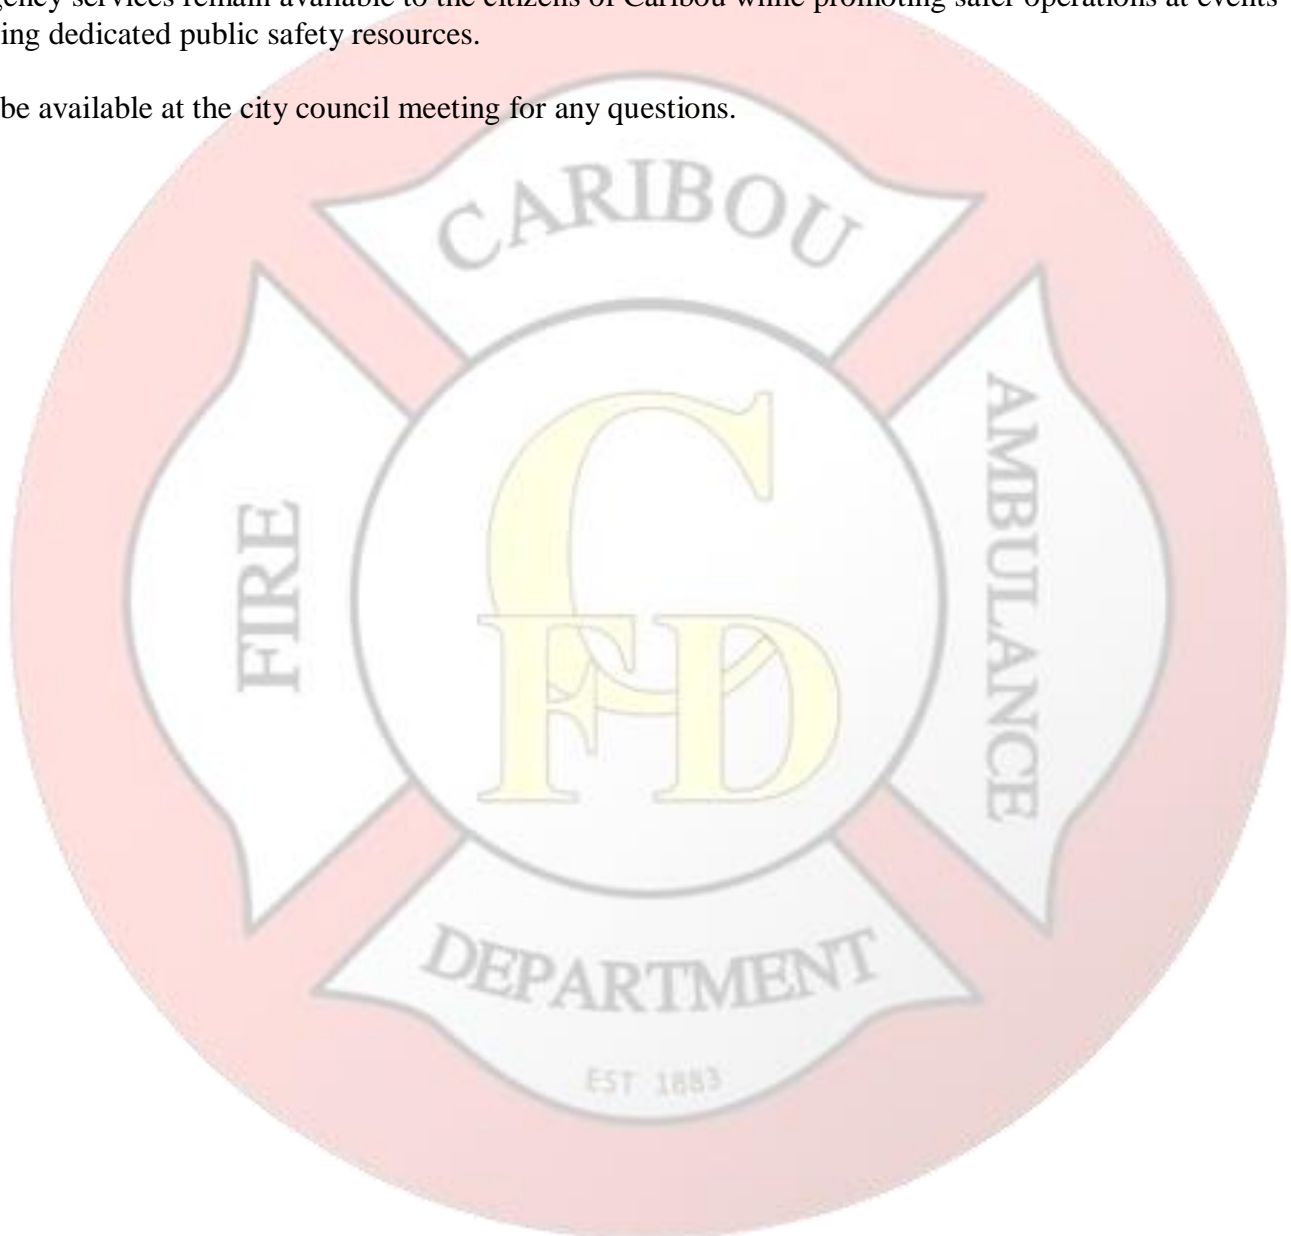 gency services remain available to the citizens of Caribou while promoting safer operations at events
ing dedicated public safety resources.
be available at the city council meeting for any questions.
CARIBOU
FIRE
AMBULANCE
CFD
DEPARTMENT
EST 1883